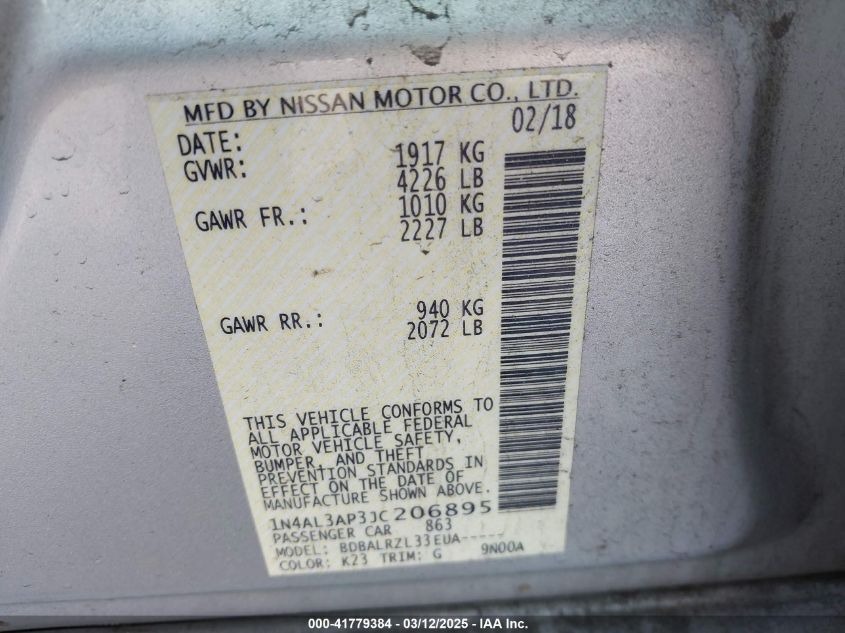 MFD BY NISSAN MOTOR CO., LTD.
DATE: 02/18
GVWR: 1917 KG
4226 LB
GAWR FR.: 1010 KG
2227 LB
GAWR RR.: 940 KG
2072 LB
THIS VEHICLE CONFORMS TO
ALL APPLICABLE FEDERAL
MOTOR VEHICLE SAFETY,
BUMPER, AND THEFT
PREVENTION STANDARDS IN
EFFECT ON THE DATE OF
MANUFACTURE SHOWN ABOVE.
1N4AL3AP3JC206895
PASSENGER CAR 863
MODEL: BDBALRZL33EUA-----
COLOR: K23 TRIM: G 9N00A
000-41779384 - 03/12/2025 - IAA Inc.